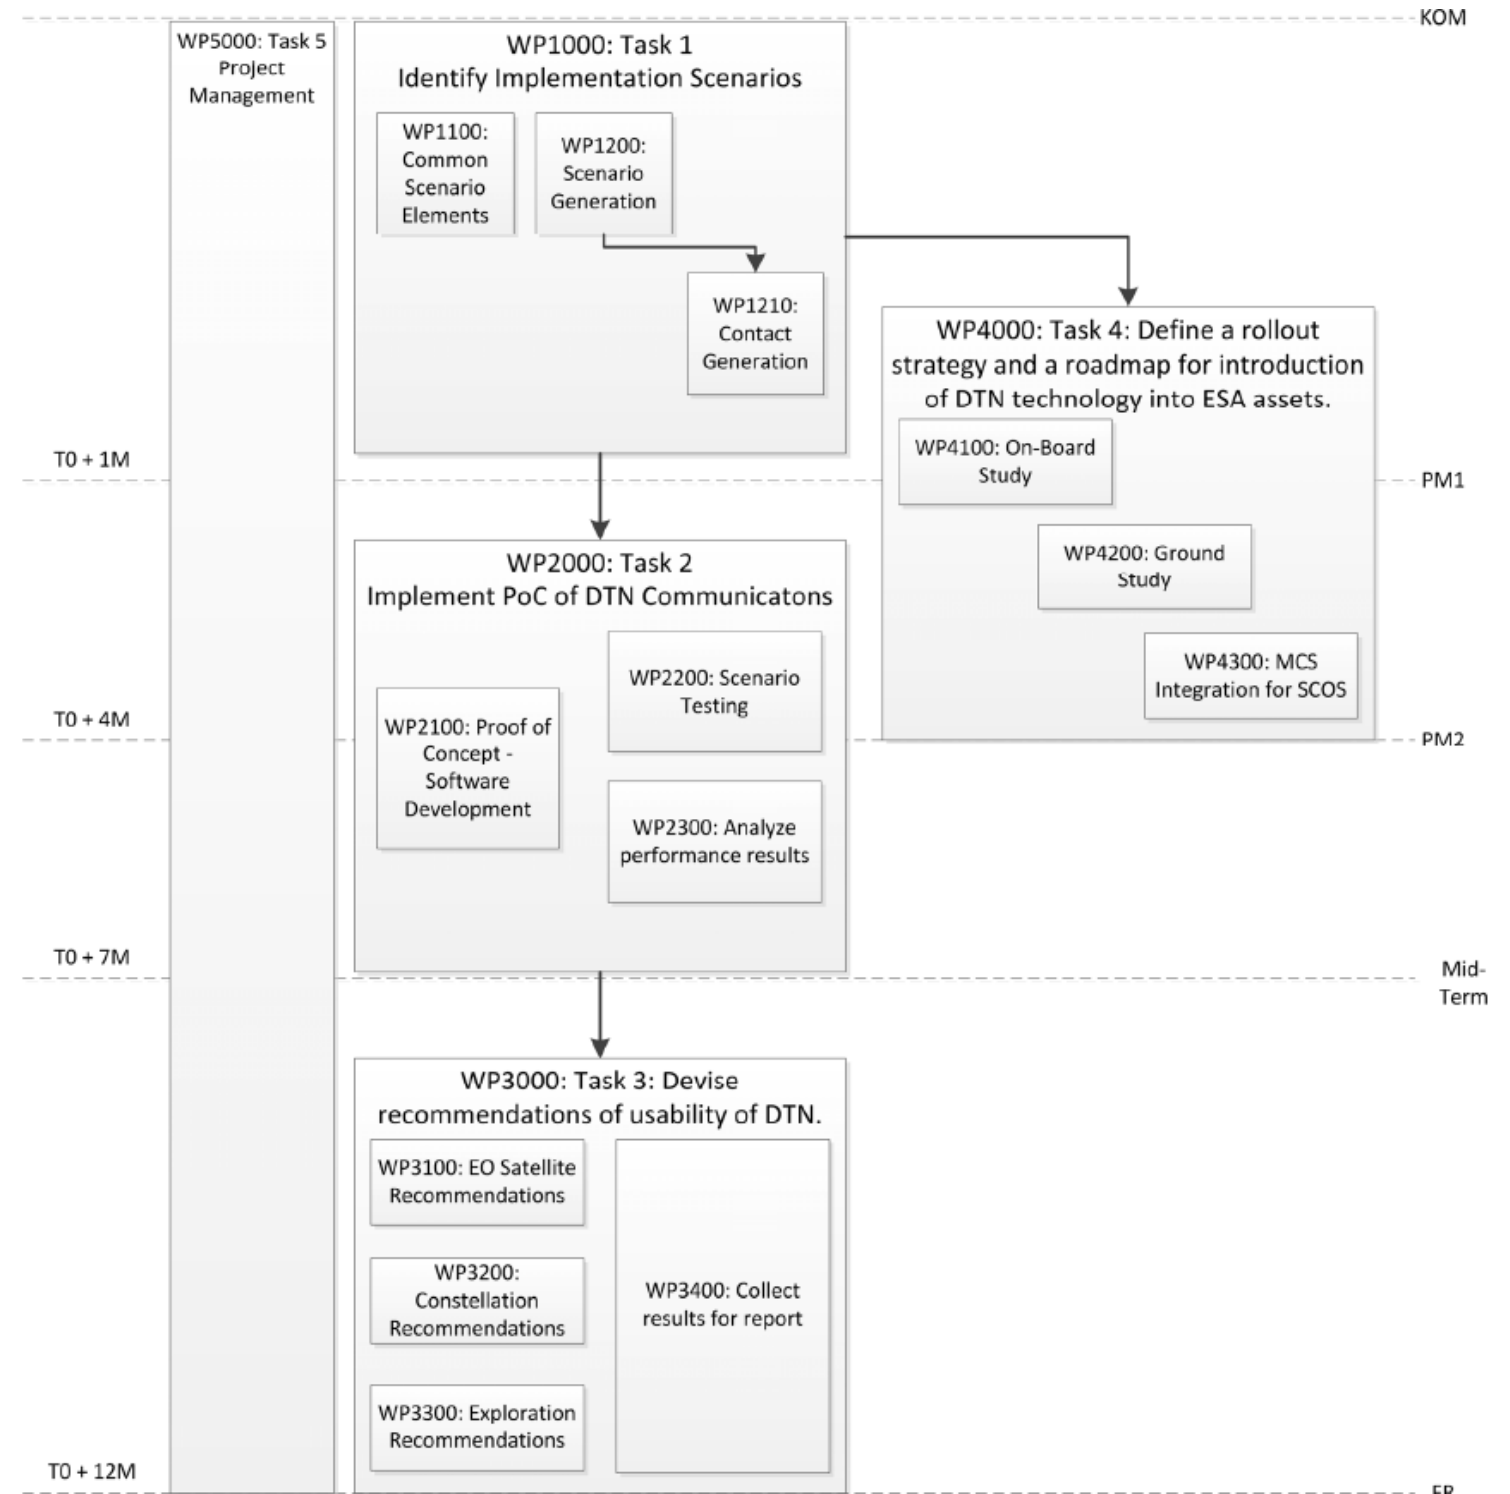 KOM
WP5000: Task 5
Project
Management
WP1000: Task 1
Identify Implementation Scenarios
WP1100:
Common
Scenario
Elements
WP1200:
Scenario
Generation
WP1210:
Contact
Generation
WP4000: Task 4: Define a rollout
strategy and a roadmap for introduction
of DTN technology into ESA assets.
WP4100: On-Board
Study
WP4200: Ground
Study
WP4300: MCS
Integration for SCOS
T0 + 1M
PM1
WP2000: Task 2
Implement PoC of DTN Communicatons
WP2100: Proof of
Concept -
Software
Development
WP2200: Scenario
Testing
WP2300: Analyze
performance results
T0 + 4M
PM2
T0 + 7M
Mid-
Term
WP3000: Task 3: Devise
recommendations of usability of DTN.
WP3100: EO Satellite
Recommendations
WP3200:
Constellation
Recommendations
WP3300: Exploration
Recommendations
WP3400: Collect
results for report
T0 + 12M